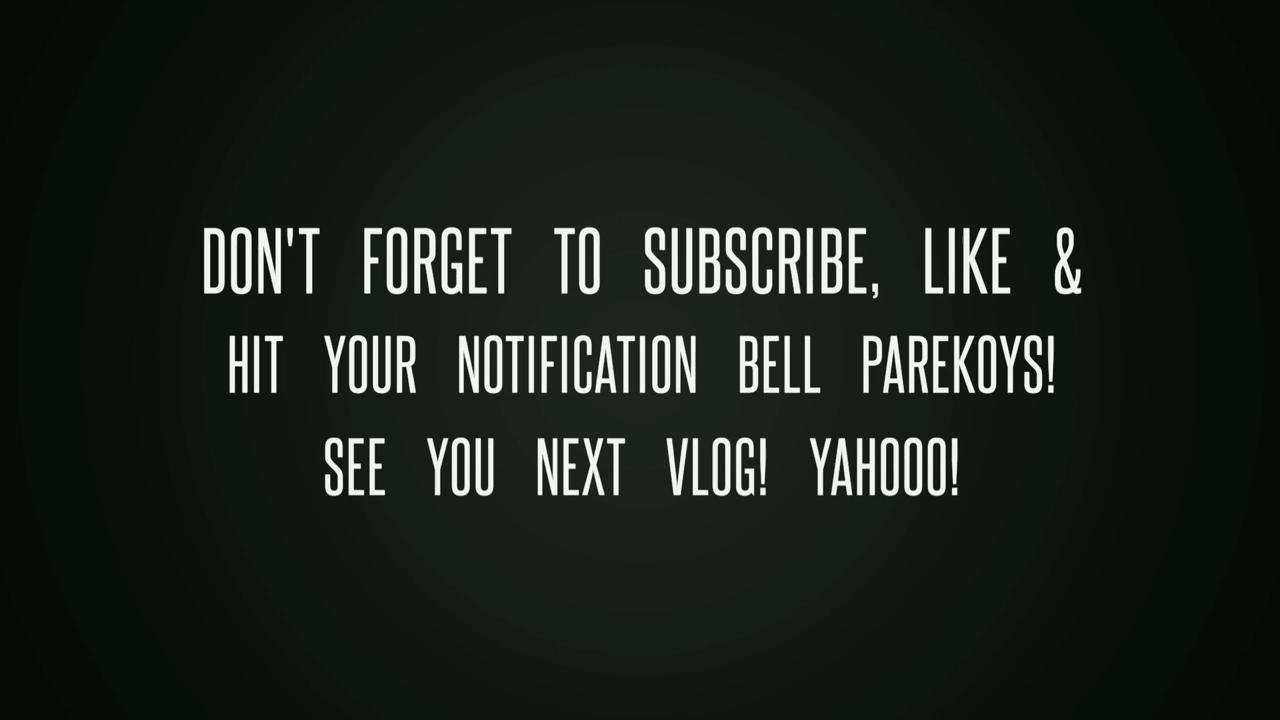 DON'T FORGET TO SUBSCRIBE, LIKE &
HIT YOUR NOTIFICATION BELL PAREKOYS!
SEE YOU NEXT VLOG! YAHOOO!